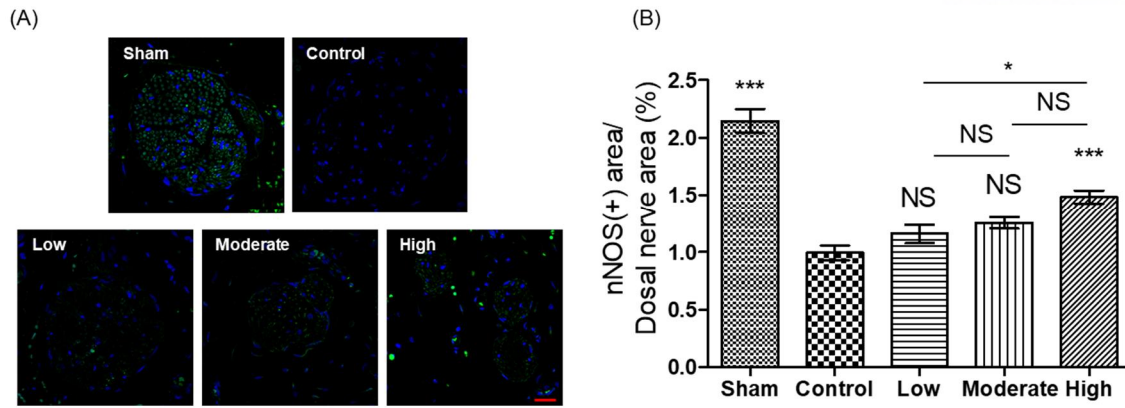 (A)
Sham
Control
Low
Moderate
High
(B)
nNOS(+) area/
Dosal nerve area (%)
2.5
2.0
1.5
1.0
0.5
0.0
***
NS
NS
***
NS
NS
*
Sham
Control
Low
Moderate
High